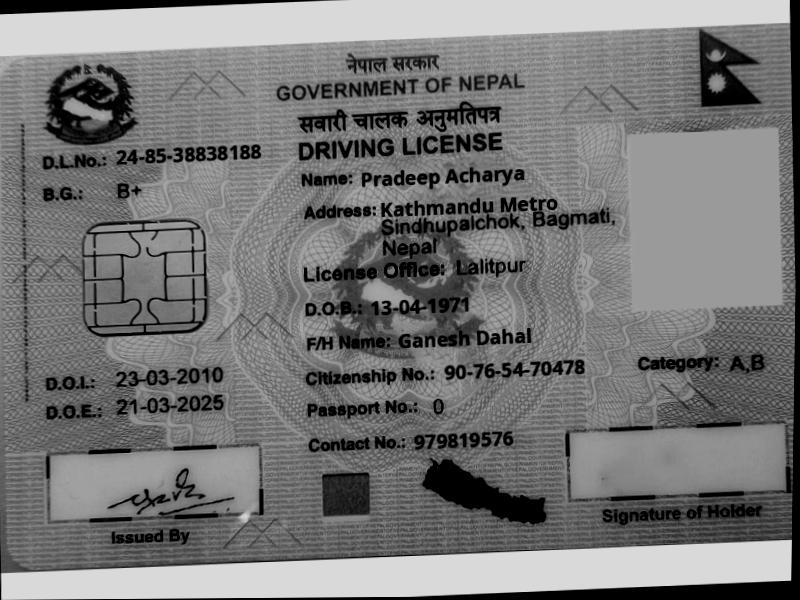 नेपाल सरकार
GOVERNMENT OF NEPAL
सवारी चालक अनुमतिपत्र
DRIVING LICENSE
D.L.No.: 24-85-38838188
B.G.: B+
Name: Pradeep Acharya
Address: Kathmandu Metro
Sindhupalchok, Bagmati,
Nepal
License Office: Lalitpur
D.O.B.: 13-04-1971
F/H Name: Ganesh Dahal
Citizenship No.: 90-76-54-70478
Category: A,B
D.O.I.: 23-03-2010
D.O.E.: 21-03-2025
Passport No.: 0
Contact No.: 979819576
Issued By
Signature of Holder